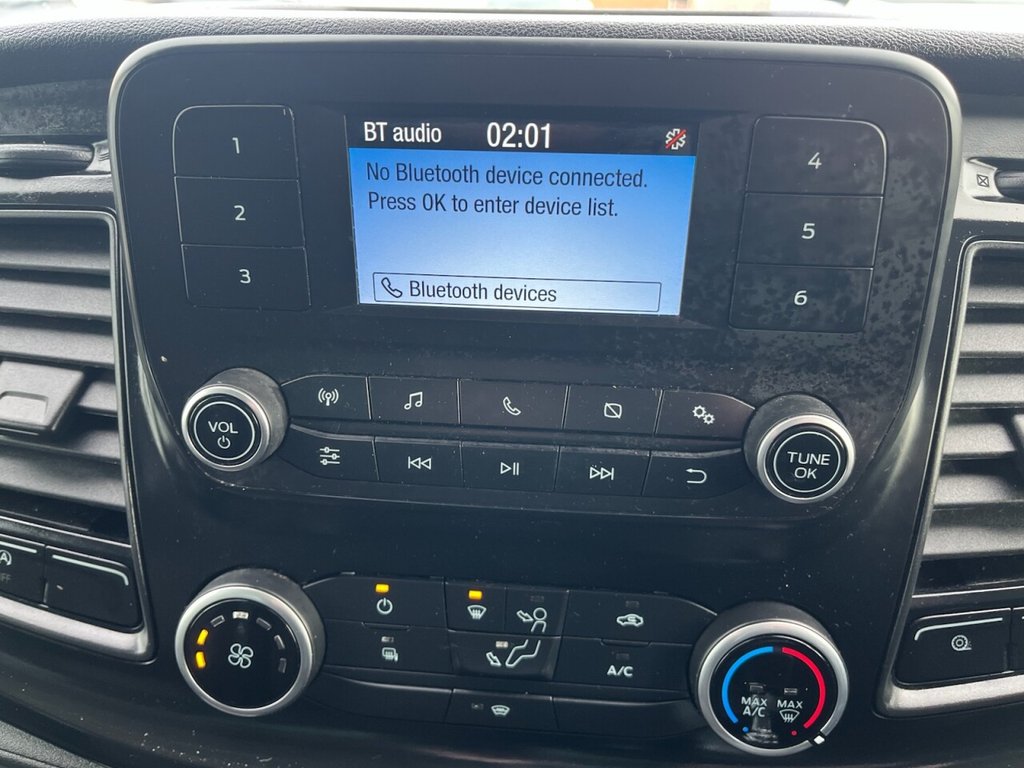 BT audio 02:01
No Bluetooth device connected.
Press OK to enter device list.
Bluetooth devices
1
2
3
4
5
6
VOL
TUNE
OK
A
OFF
A/C
MAX
A/C
MAX